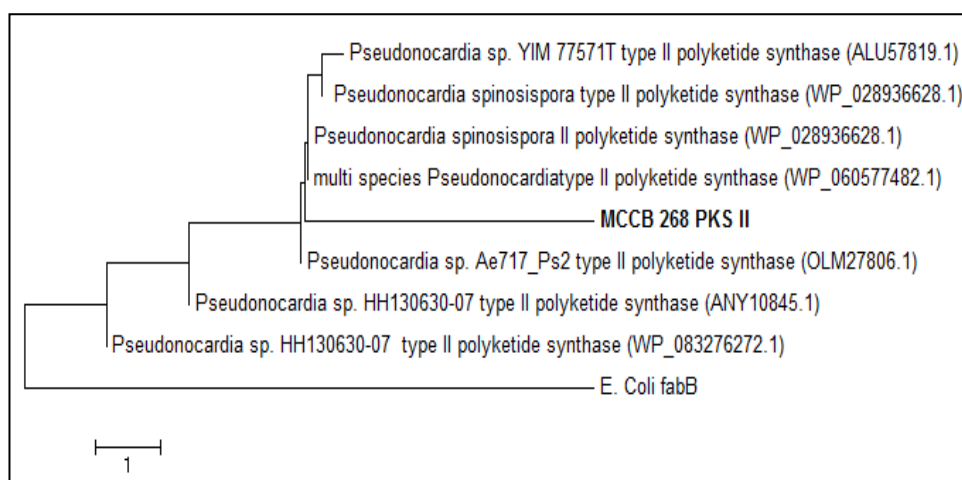 Pseudonocardia sp. YIM 77571T type II polyketide synthase (ALU57819.1)
Pseudonocardia spinosispora type II polyketide synthase (WP_028936628.1)
Pseudonocardia spinosispora II polyketide synthase (WP_028936628.1)
multi species Pseudonocardiatype II polyketide synthase (WP_060577482.1)
MCCB 268 PKS II
Pseudonocardia sp. Ae717_Ps2 type II polyketide synthase (OLM27806.1)
Pseudonocardia sp. HH130630-07 type II polyketide synthase (ANY10845.1)
Pseudonocardia sp. HH130630-07 type II polyketide synthase (WP_083276272.1)
E. Coli fabB
1